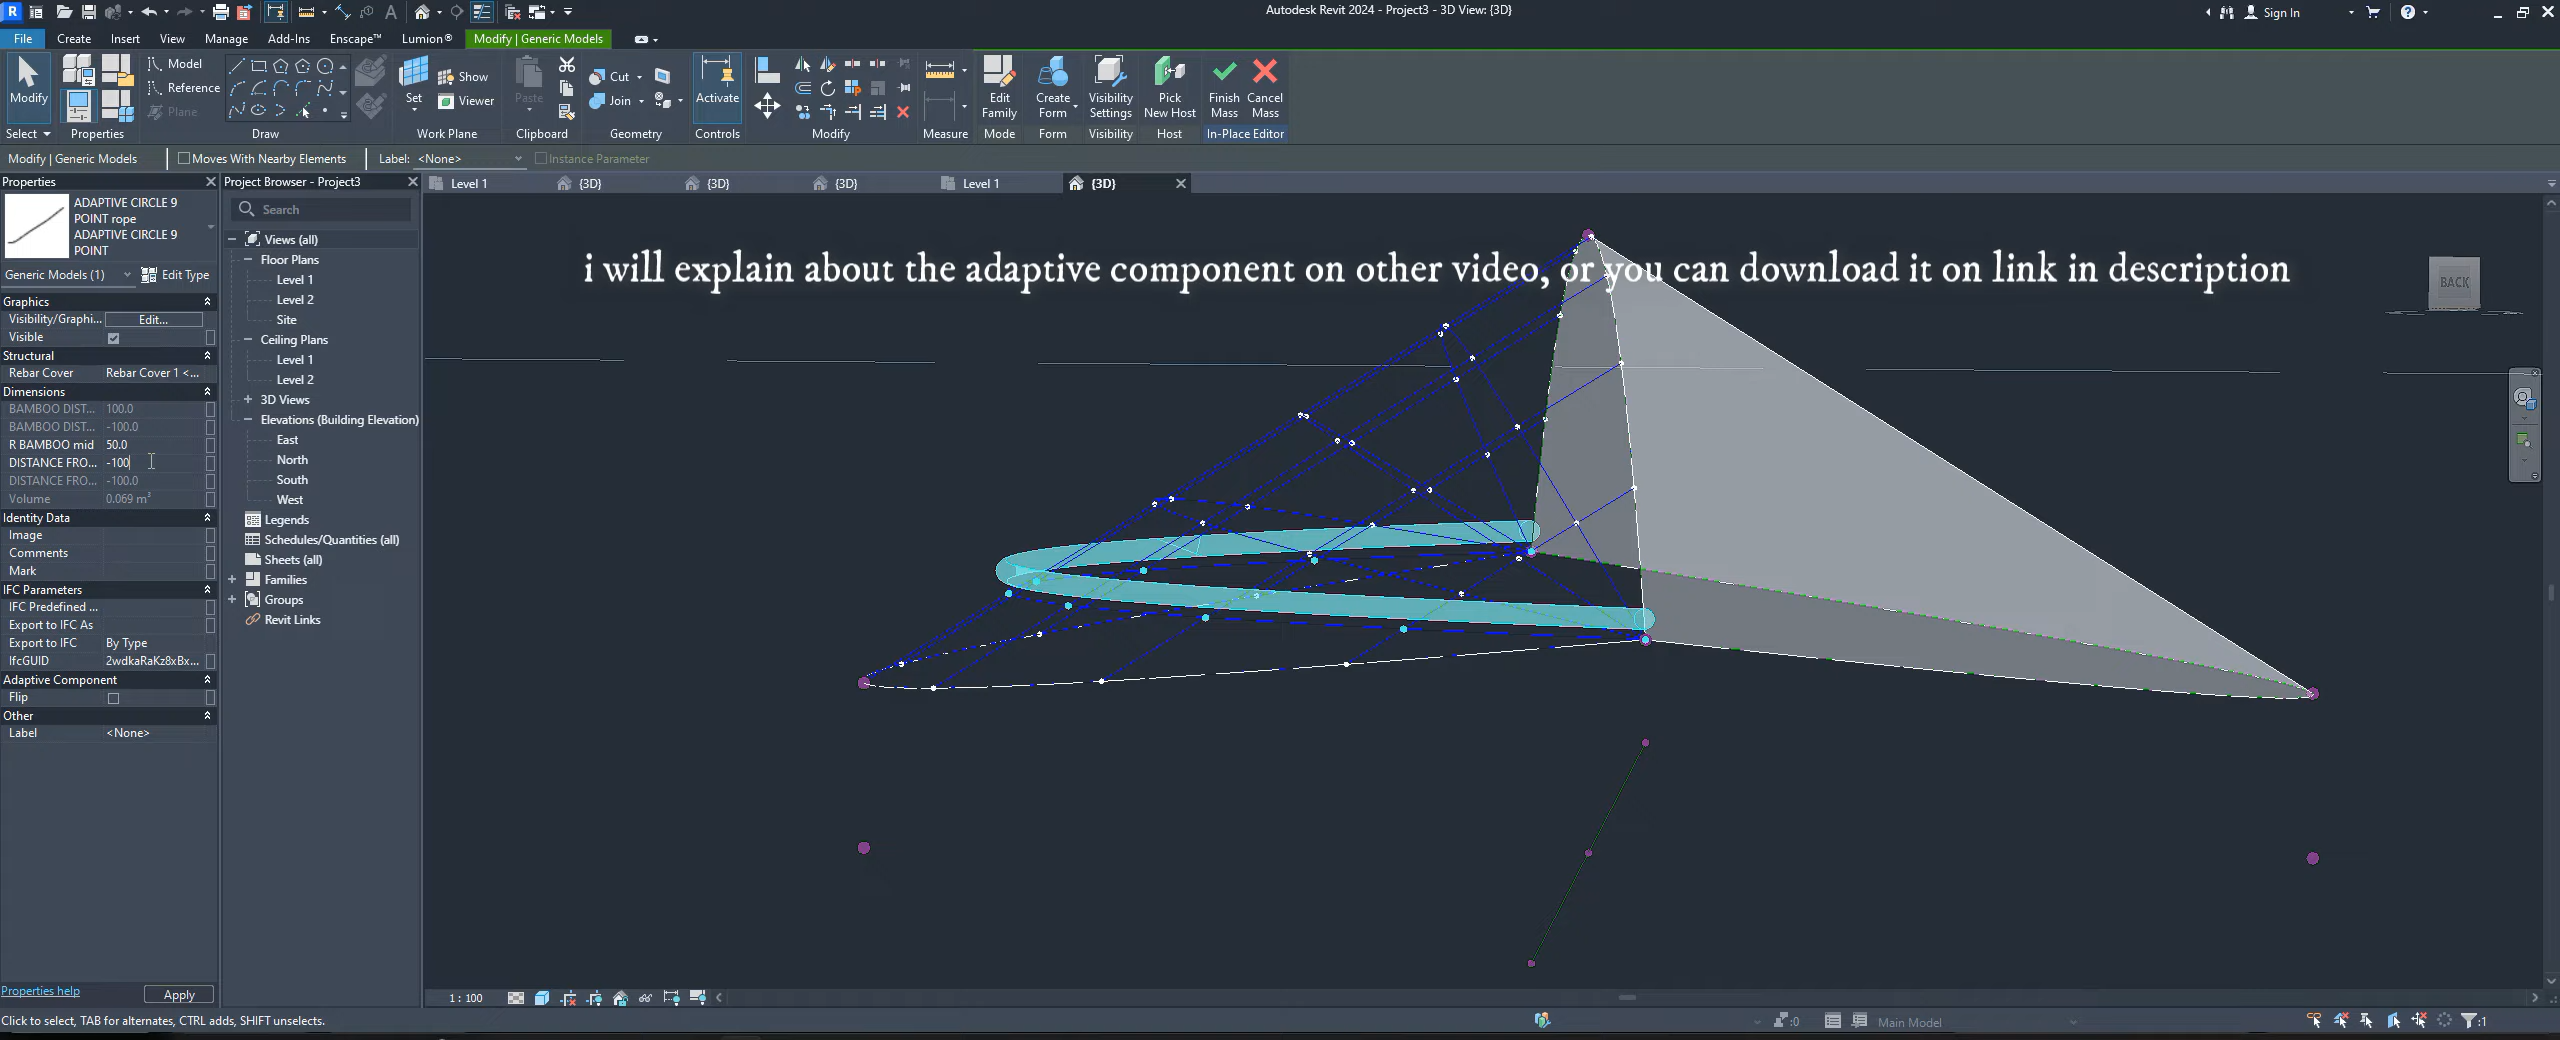 Autodesk Revit 2024 - Project3 - 3D View: {3D}
Sign In
File Create Insert View Manage Add-Ins Enscape™ Lumion® Modify | Generic Models
Modify
Select
Properties
Model
Reference
Plane
Draw
Set
Show
Viewer
Work Plane
Paste
Clipboard
Cut
Join
Geometry
Activate
Controls
Modify
Measure
Edit
Family
Mode
Create
Form
Form
Visibility
Settings
Visibility
Pick
New Host
Host
Finish
Mass
Cancel
Mass
In-Place Editor
Modify | Generic Models
Moves With Nearby Elements
Label: <None>
Instance Parameter
Properties
ADAPTIVE CIRCLE 9
POINT rope
ADAPTIVE CIRCLE 9
POINT
Generic Models (1)
Edit Type
Graphics
Visibility/Graphi... Edit...
Visible
Structural
Rebar Cover Rebar Cover 1 <...
Dimensions
BAMBOO DIST... 100.0
BAMBOO DIST... -100.0
R BAMBOO mid 50.0
DISTANCE FRO... -100
DISTANCE FRO... -100.0
Volume 0.069 m³
Identity Data
Image
Comments
Mark
IFC Parameters
IFC Predefined ...
Export to IFC As
Export to IFC By Type
IfcGUID 2wdkaRaKz8xBx...
Adaptive Component
Flip
Other
Label <None>
Properties help
Apply
Project Browser - Project3
Search
Views (all)
Floor Plans
Level 1
Level 2
Site
Ceiling Plans
Level 1
Level 2
3D Views
Elevations (Building Elevation)
East
North
South
West
Legends
Schedules/Quantities (all)
Sheets (all)
Families
Groups
Revit Links
Level 1 {3D} {3D} {3D} Level 1 {3D}
i will explain about the adaptive component on other video, or you can download it on link in description
BACK
1 : 100
Click to select, TAB for alternates, CTRL adds, SHIFT unselects.
:0
Main Model
:1